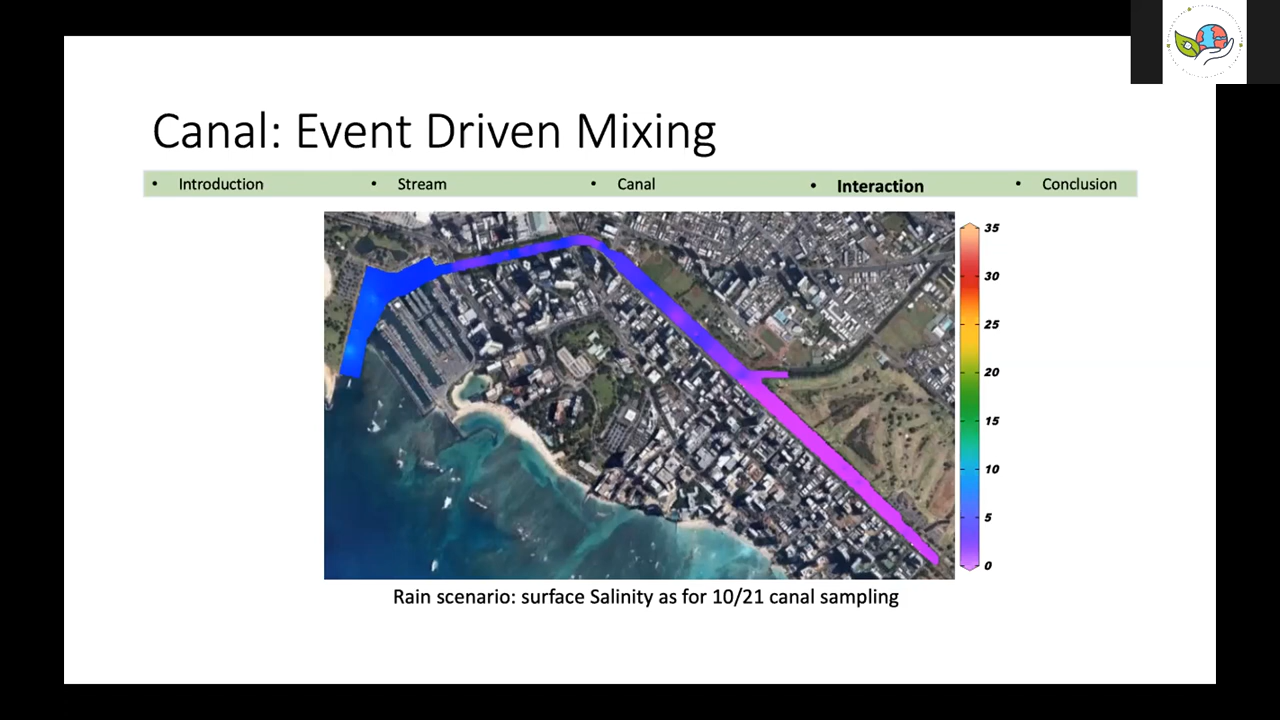 Canal: Event Driven Mixing
• Introduction • Stream • Canal • Interaction • Conclusion
35
30
25
20
15
10
5
0
Rain scenario: surface Salinity as for 10/21 canal sampling